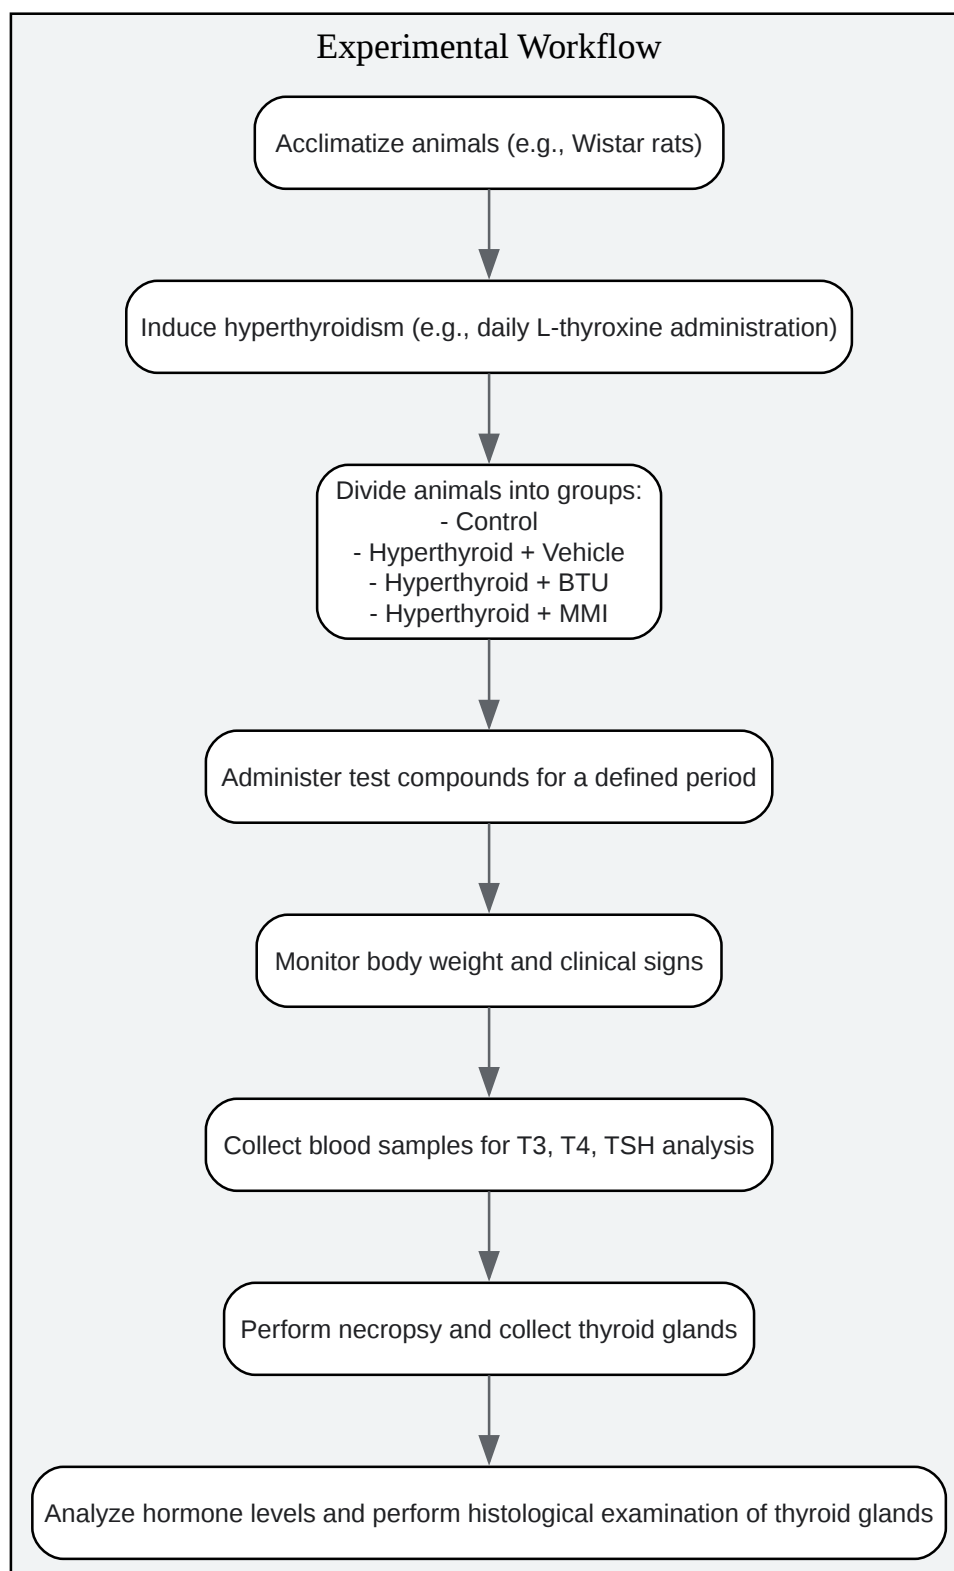 Experimental Workflow
Acclimatize animals (e.g., Wistar rats)
Induce hyperthyroidism (e.g., daily L-thyroxine administration)
Divide animals into groups:
- Control
- Hyperthyroid + Vehicle
- Hyperthyroid + BTU
- Hyperthyroid + MMI
Administer test compounds for a defined period
Monitor body weight and clinical signs
Collect blood samples for T3, T4, TSH analysis
Perform necropsy and collect thyroid glands
Analyze hormone levels and perform histological examination of thyroid glands